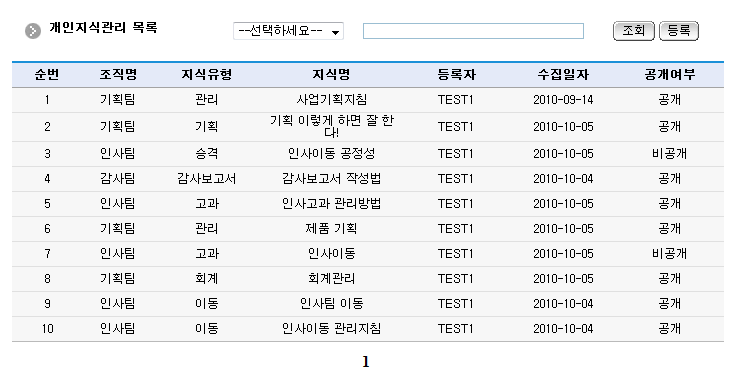 개인지식관리 목록 --선택하세요-- 조회 등록
순번 조직명 지식유형 지식명 등록자 수집일자 공개여부
1 기획팀 관리 사업기획지침 TEST1 2010-09-14 공개
2 기획팀 기획 기획 이렇게 하면 잘 한 TEST1 2010-10-05 공개
다!
3 인사팀 승격 인사이동 공정성 TEST1 2010-10-05 비공개
4 감사팀 감사보고서 감사보고서 작성법 TEST1 2010-10-04 공개
5 인사팀 고과 인사고과 관리방법 TEST1 2010-10-05 공개
6 기획팀 관리 제품 기획 TEST1 2010-10-05 공개
7 인사팀 고과 인사이동 TEST1 2010-10-05 비공개
8 기획팀 회계 회계관리 TEST1 2010-10-05 공개
9 인사팀 이동 인사팀 이동 TEST1 2010-10-04 공개
10 인사팀 이동 인사이동 관리지침 TEST1 2010-10-04 공개
1